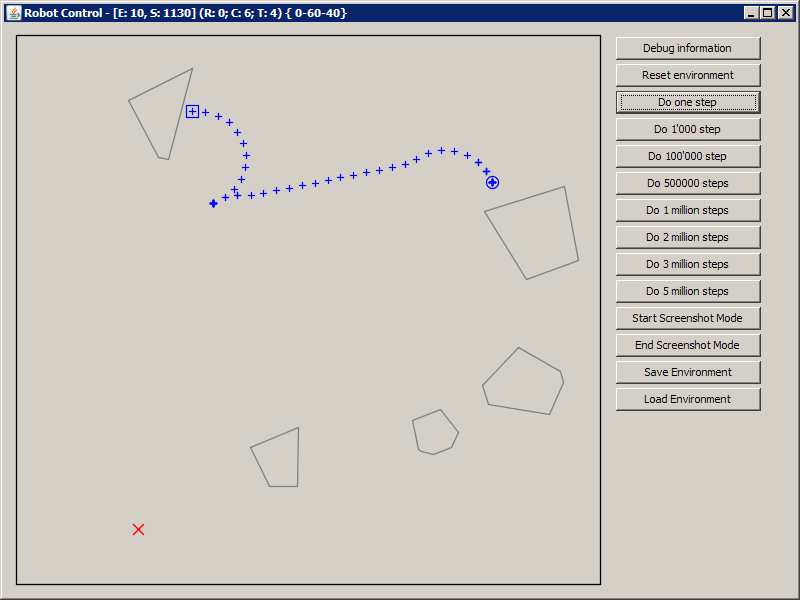 Robot Control - [E: 10, S: 1130] (R: 0; C: 6; T: 4) { 0-60-40}
Debug information
Reset environment
Do one step
Do 1'000 step
Do 100'000 step
Do 500000 steps
Do 1 million steps
Do 2 million steps
Do 3 million steps
Do 5 million steps
Start Screenshot Mode
End Screenshot Mode
Save Environment
Load Environment